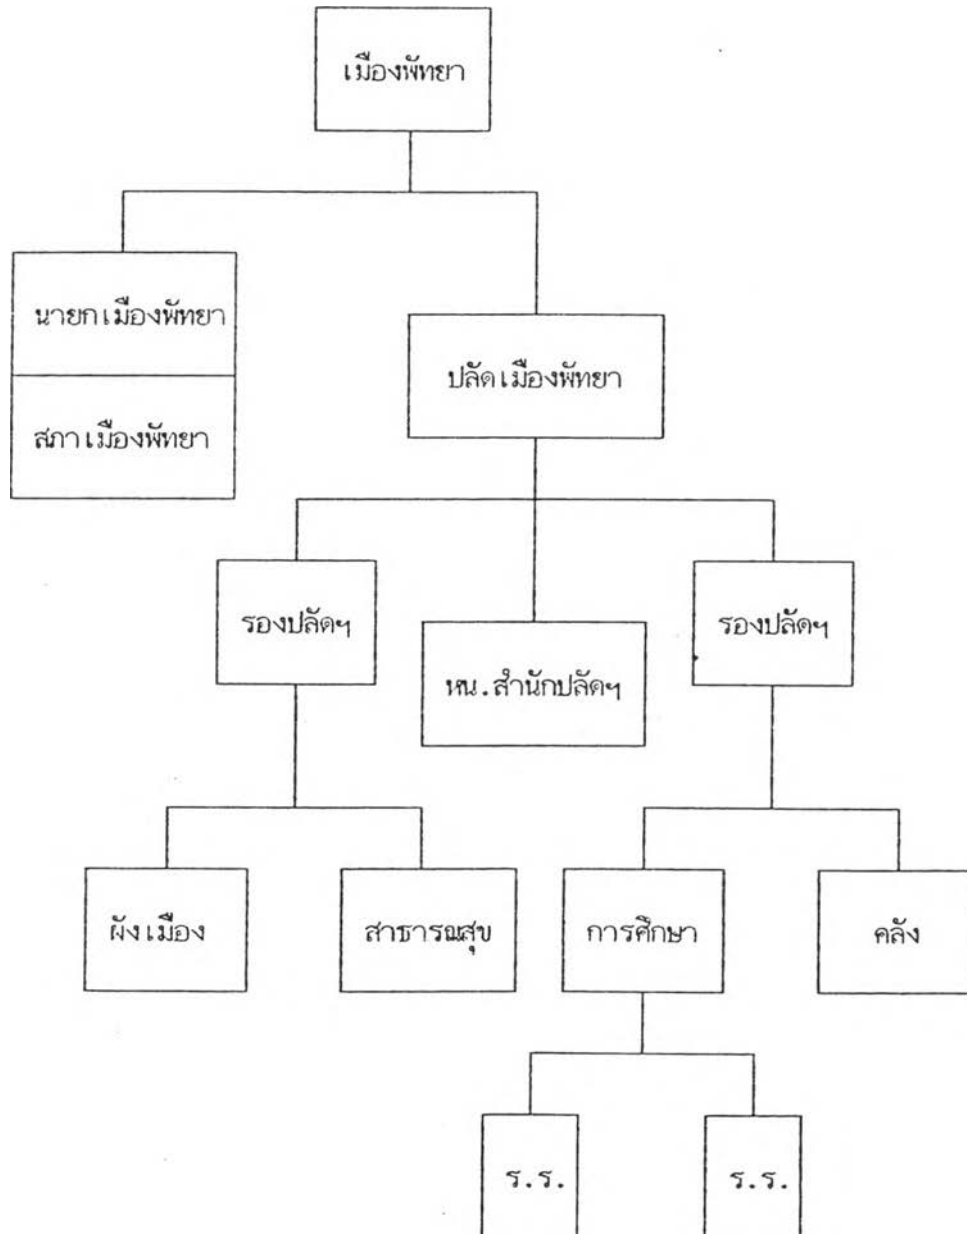 เมืองพัทยา
นายกเมืองพัทยา
สภาเมืองพัทยา
ปลัดเมืองพัทยา
รองปลัดฯ
หน.สำนักปลัดฯ
รองปลัดฯ
ผังเมือง
สาธารณสุข
การศึกษา
คลัง
ร.ร.
ร.ร.